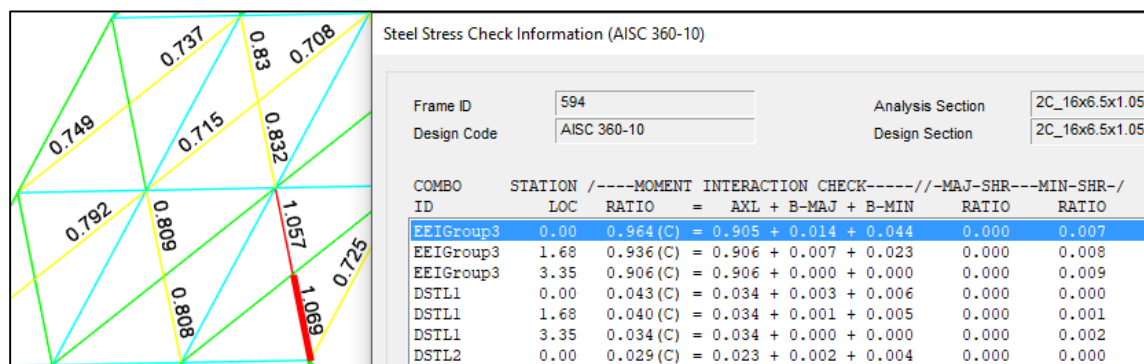 0.737
0.83
0.708
0.749
0.715
0.832
0.792
0.809
1.057
0.725
0.808
1.069
Steel Stress Check Information (AISC 360-10)
Frame ID 594 Analysis Section 2C_16x6.5x1.05
Design Code AISC 360-10 Design Section 2C_16x6.5x1.05
COMBO STATION /----MOMENT INTERACTION CHECK-----//-MAJ-SHR---MIN-SHR-/
ID LOC RATIO = AXL + B-MAJ + B-MIN RATIO RATIO
EEIGroup3 0.00 0.964(C) = 0.905 + 0.014 + 0.044 0.000 0.007
EEIGroup3 1.68 0.936(C) = 0.906 + 0.007 + 0.023 0.000 0.008
EEIGroup3 3.35 0.906(C) = 0.906 + 0.000 + 0.000 0.000 0.009
DSTL1 0.00 0.043(C) = 0.034 + 0.003 + 0.006 0.000 0.000
DSTL1 1.68 0.040(C) = 0.034 + 0.001 + 0.005 0.000 0.001
DSTL1 3.35 0.034(C) = 0.034 + 0.000 + 0.000 0.000 0.002
DSTL2 0.00 0.029(C) = 0.023 + 0.002 + 0.004 0.000 0.000